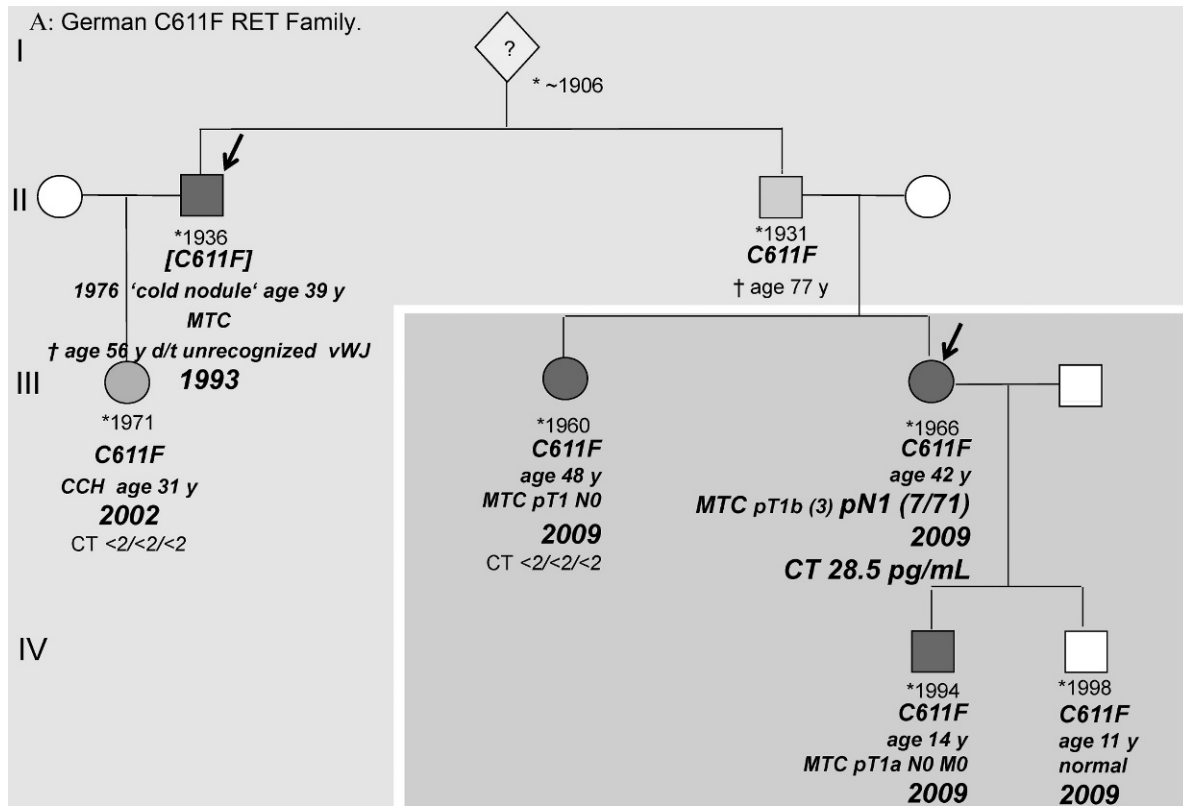 A: German C611F RET Family.
I
?
* ~1906
II
*1936
[C611F]
1976 ‘cold nodule‘ age 39 y
MTC
† age 56 y d/t unrecognized vWJ
1993
*1931
C611F
† age 77 y
III
*1971
C611F
CCH age 31 y
2002
CT <2/<2/<2
*1960
C611F
age 48 y
MTC pT1 N0
2009
CT <2/<2/<2
*1966
C611F
age 42 y
MTC pT1b (3) pN1 (7/71)
2009
CT 28.5 pg/mL
IV
*1994
C611F
age 14 y
MTC pT1a N0 M0
2009
*1998
C611F
age 11 y
normal
2009